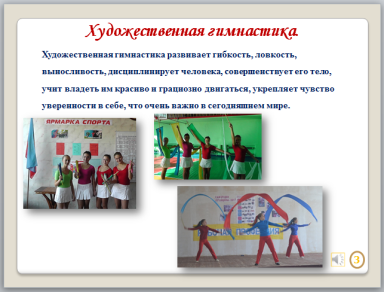 Художественная гимнастика
Художественная гимнастика развивает гибкость, ловкость,
выносливость, дисциплинирует человека, совершенствует его тело,
учит владеть им красиво и грациозно двигаться, укрепляет чувство
уверенности в себе, что очень важно в сегодняшнем мире.
ЯРМАРКА СПОРТА
3